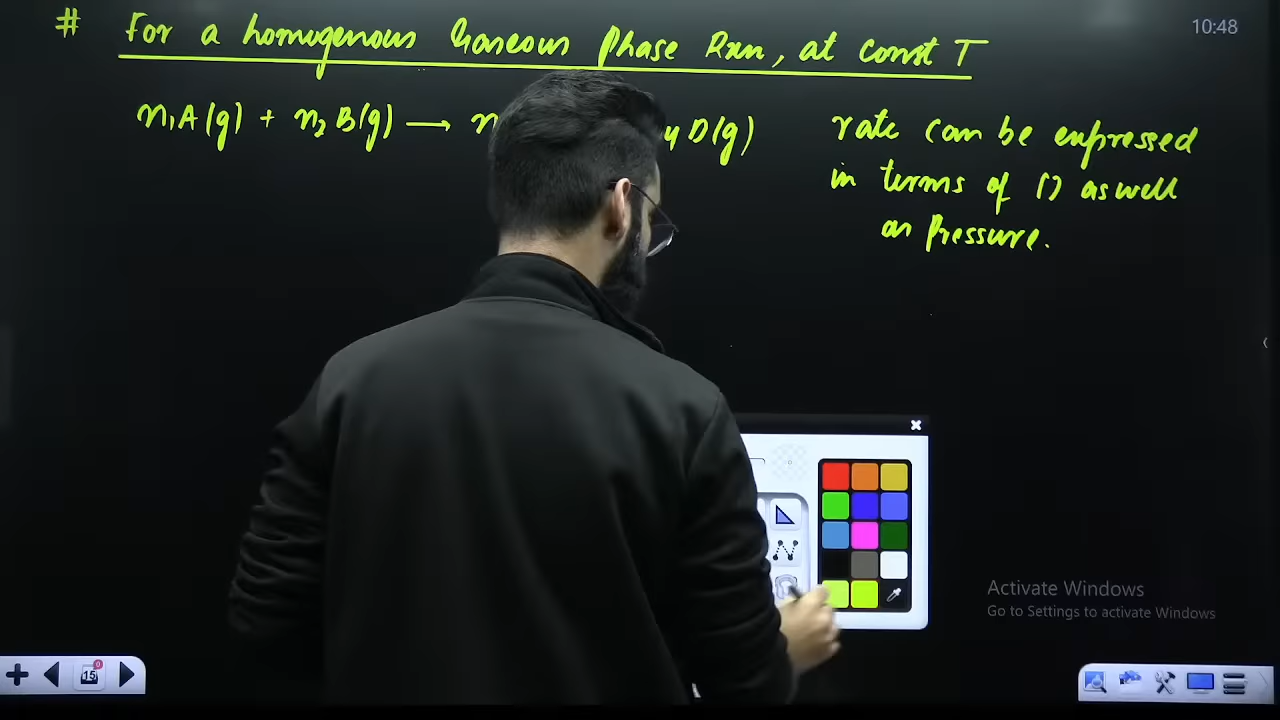 # For a homogenous Gaseous Phase Rxn, at const T
10:48
n₁A(g) + n₂B(g) → n D(g)
rate can be expressed
in terms of [] as well
as Pressure.
15
Activate Windows
Go to Settings to activate Windows